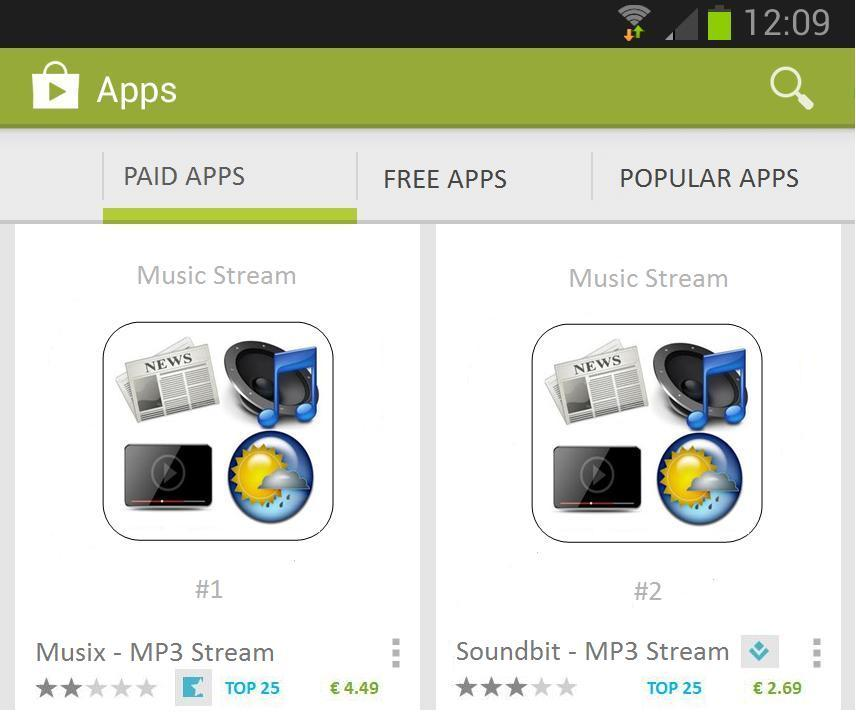 12:09
Apps
PAID APPS
FREE APPS
POPULAR APPS
Music Stream
NEWS
#1
Musix - MP3 Stream
TOP 25
€ 4.49
Music Stream
NEWS
#2
Soundbit - MP3 Stream
TOP 25
€ 2.69